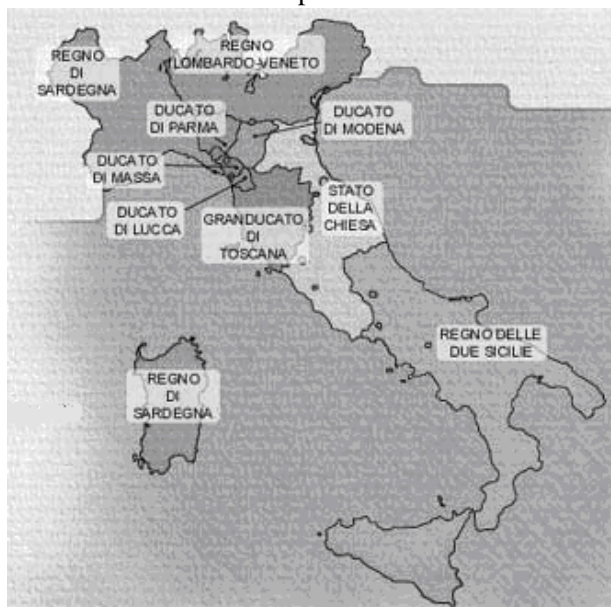 REGNO
DI
SARDEGNA
REGNO
LOMBARDO-VENETO
DUCATO
DI PARMA
DUCATO
DI MODENA
DUCATO
DI MASSA
DUCATO
DI LUCCA
GRANDUCATO
DI
TOSCANA
STATO
DELLA
CHIESA
REGNO DELLE
DUE SICILIE
REGNO
DI
SARDEGNA